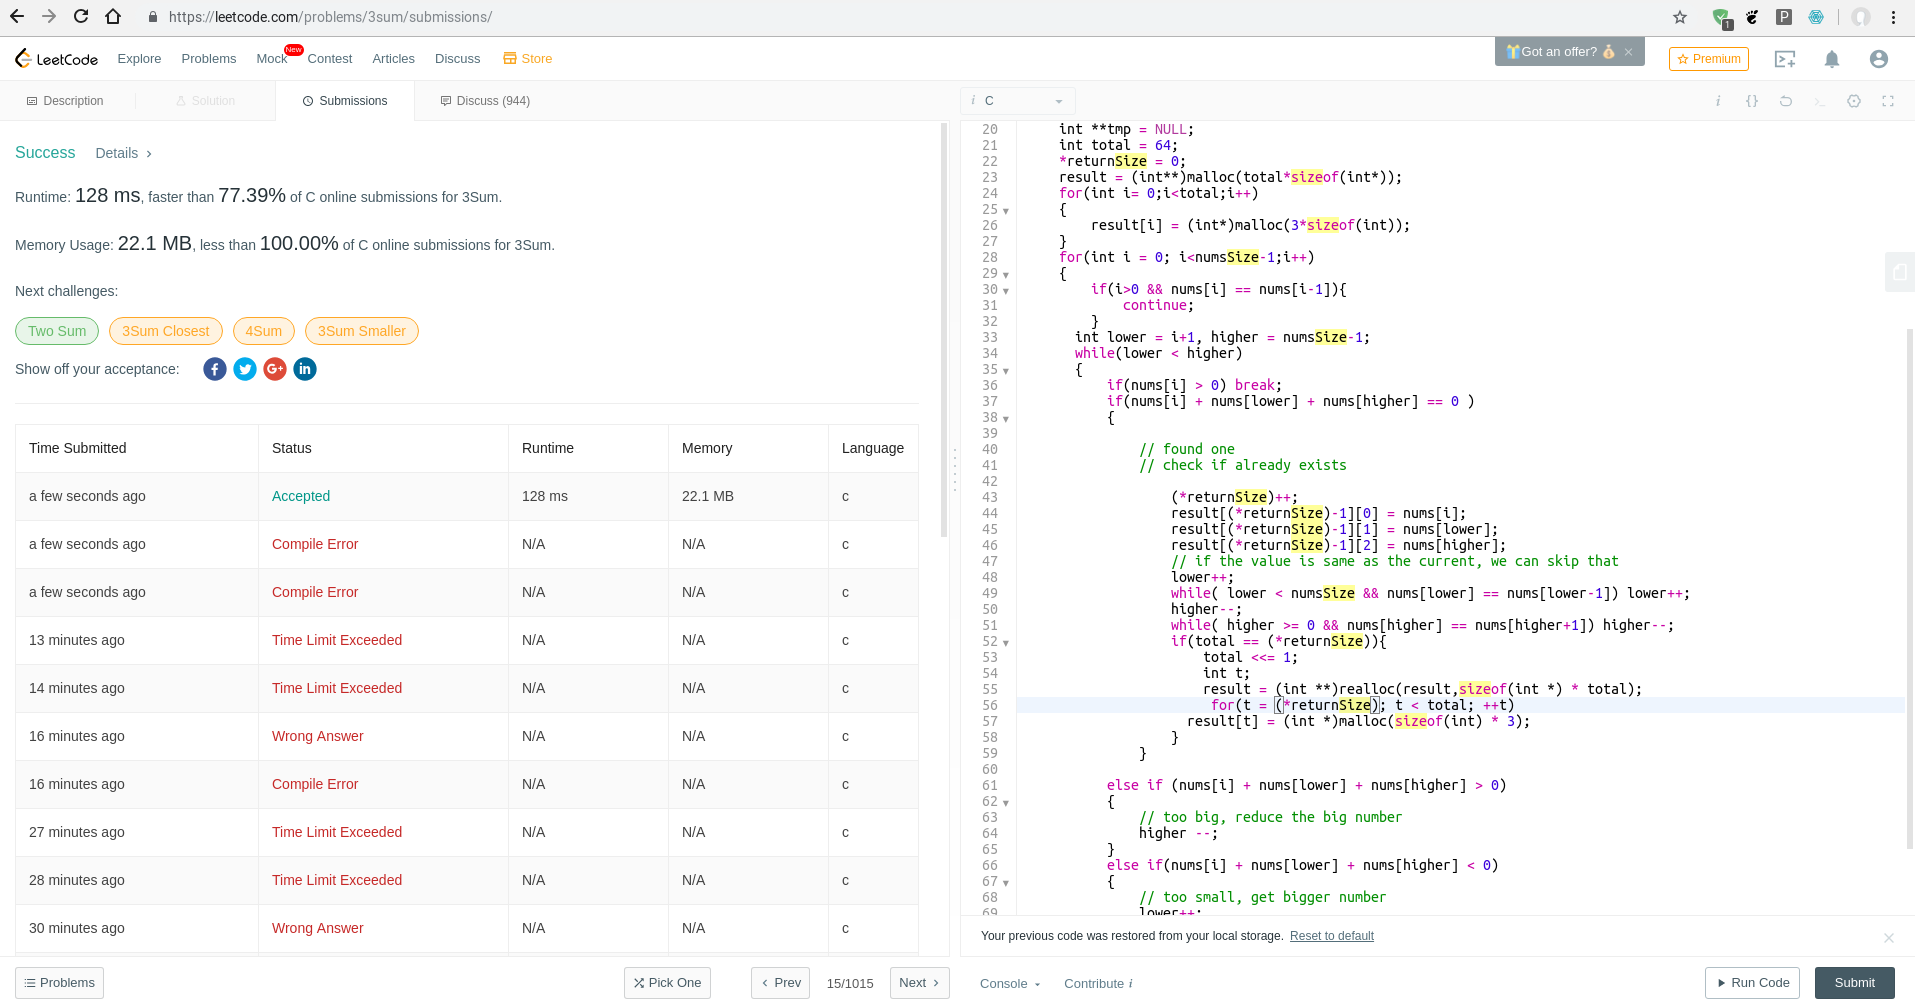 https://leetcode.com/problems/3sum/submissions/
1
P
LeetCode
Explore
Problems
Mock
New
Contest
Articles
Discuss
Store
Got an offer?
Premium
Description
Solution
Submissions
Discuss (944)
i C
Success
Details
Runtime: 128 ms, faster than 77.39% of C online submissions for 3Sum.
Memory Usage: 22.1 MB, less than 100.00% of C online submissions for 3Sum.
Next challenges:
Two Sum
3Sum Closest
4Sum
3Sum Smaller
Show off your acceptance:
Time Submitted Status Runtime Memory Language
a few seconds ago Accepted 128 ms 22.1 MB c
a few seconds ago Compile Error N/A N/A c
a few seconds ago Compile Error N/A N/A c
13 minutes ago Time Limit Exceeded N/A N/A c
14 minutes ago Time Limit Exceeded N/A N/A c
16 minutes ago Wrong Answer N/A N/A c
16 minutes ago Compile Error N/A N/A c
27 minutes ago Time Limit Exceeded N/A N/A c
28 minutes ago Time Limit Exceeded N/A N/A c
30 minutes ago Wrong Answer N/A N/A c
20 int **tmp = NULL;
21 int total = 64;
22 *returnSize = 0;
23 result = (int**)malloc(total*sizeof(int*));
24 for(int i= 0;i<total;i++)
25 {
26 result[i] = (int*)malloc(3*sizeof(int));
27 }
28 for(int i = 0; i<numsSize-1;i++)
29 {
30 if(i>0 && nums[i] == nums[i-1]){
31 continue;
32 }
33 int lower = i+1, higher = numsSize-1;
34 while(lower < higher)
35 {
36 if(nums[i] > 0) break;
37 if(nums[i] + nums[lower] + nums[higher] == 0 )
38 {
39
40 // found one
41 // check if already exists
42
43 (*returnSize)++;
44 result[(*returnSize)-1][0] = nums[i];
45 result[(*returnSize)-1][1] = nums[lower];
46 result[(*returnSize)-1][2] = nums[higher];
47 // if the value is same as the current, we can skip that
48 lower++;
49 while( lower < numsSize && nums[lower] == nums[lower-1]) lower++;
50 higher--;
51 while( higher >= 0 && nums[higher] == nums[higher+1]) higher--;
52 if(total == (*returnSize)){
53 total <<= 1;
54 int t;
55 result = (int **)realloc(result,sizeof(int *) * total);
56 for(t = (*returnSize); t < total; ++t)
57 result[t] = (int *)malloc(sizeof(int) * 3);
58 }
59 }
60
61 else if (nums[i] + nums[lower] + nums[higher] > 0)
62 {
63 // too big, reduce the big number
64 higher --;
65 }
66 else if(nums[i] + nums[lower] + nums[higher] < 0)
67 {
68 // too small, get bigger number
69 lower++;
Your previous code was restored from your local storage. Reset to default
Problems
Pick One
Prev
15/1015
Next
Console
Contribute i
Run Code
Submit